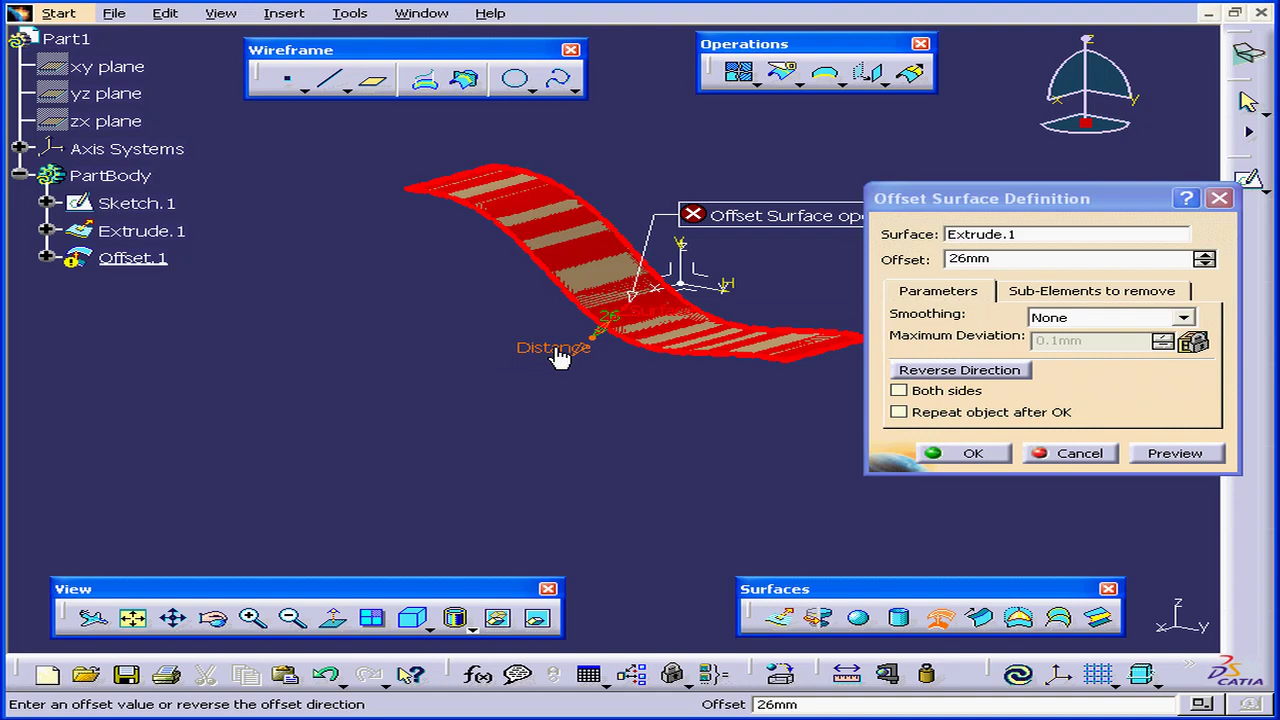 Start File Edit View Insert Tools Window Help
Part1
xy plane
yz plane
zx plane
Axis Systems
PartBody
Sketch.1
Extrude.1
Offset.1
Wireframe
Operations
z
x y
Offset Surface ope
26
Distance
Offset Surface Definition
Surface: Extrude.1
Offset: 26mm
Parameters Sub-Elements to remove
Smoothing: None
Maximum Deviation: 0.1mm
Reverse Direction
Both sides
Repeat object after OK
OK Cancel Preview
View
Surfaces
z
x y
f(x)
CATIA
Enter an offset value or reverse the offset direction Offset 26mm